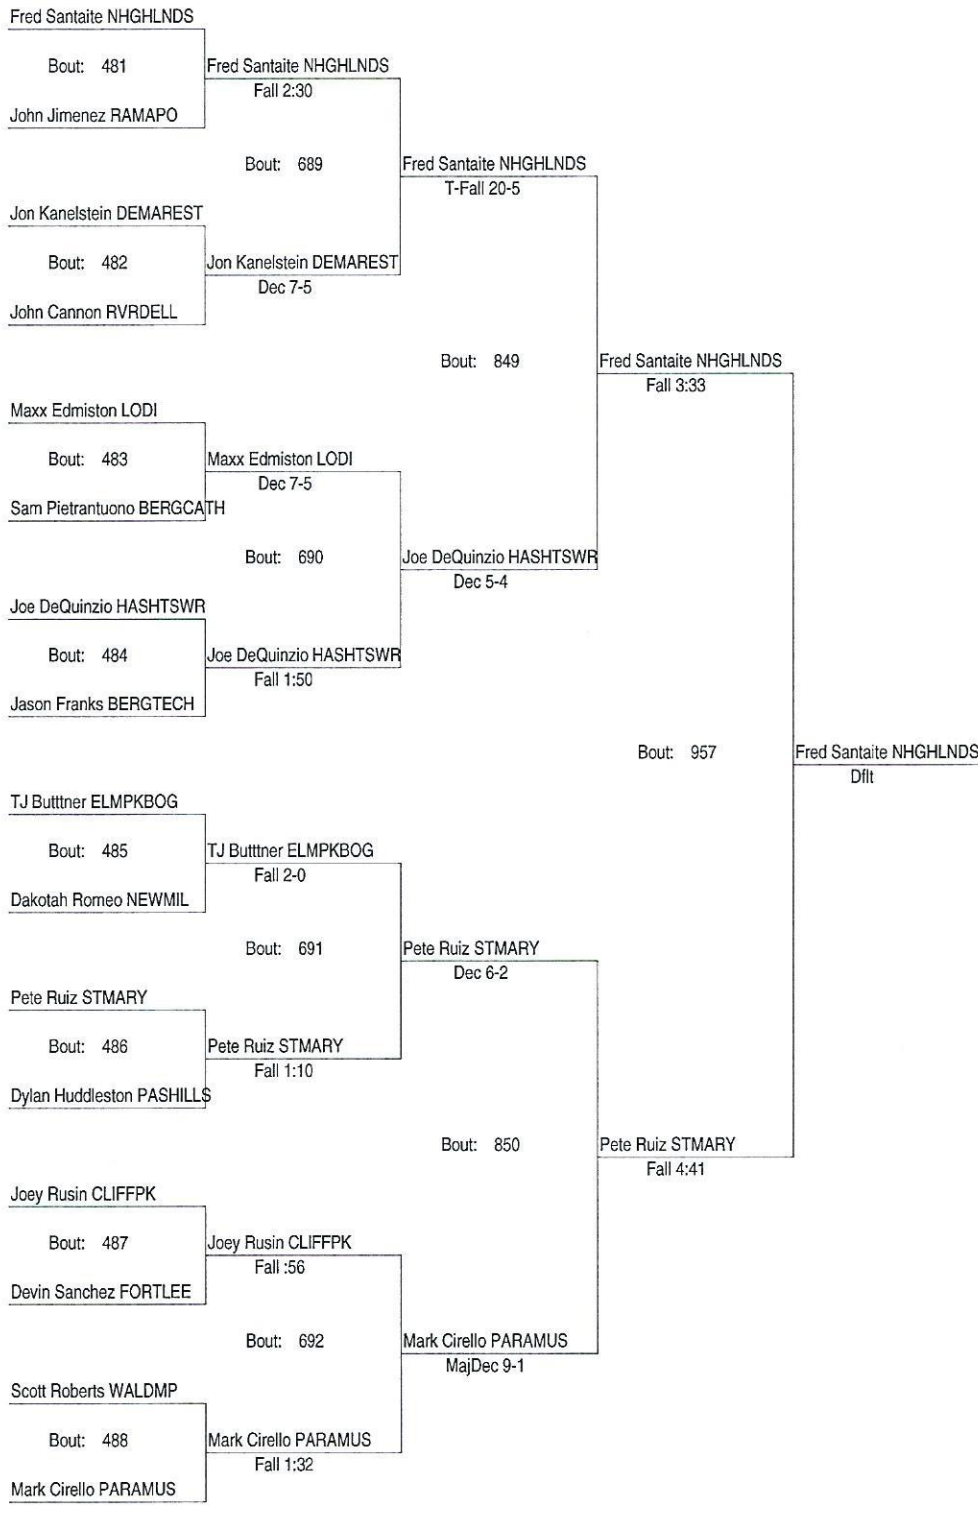 Fred Santaite NHGHLNDS
Bout: 481
Fred Santaite NHGHLNDS
Fall 2:30
John Jimenez RAMAPO
Bout: 689
Fred Santaite NHGHLNDS
T-Fall 20-5
Jon Kanelstein DEMAREST
Bout: 482
Jon Kanelstein DEMAREST
Dec 7-5
John Cannon RVRDELL
Bout: 849
Fred Santaite NHGHLNDS
Fall 3:33
Maxx Edmiston LODI
Bout: 483
Maxx Edmiston LODI
Dec 7-5
Sam Pietrantuono BERGCATH
Bout: 690
Joe DeQuinzio HASHTSWR
Dec 5-4
Joe DeQuinzio HASHTSWR
Bout: 484
Joe DeQuinzio HASHTSWR
Fall 1:50
Jason Franks BERGTECH
Bout: 957
Fred Santaite NHGHLNDS
Dflt
TJ Butttner ELMPKBOG
Bout: 485
TJ Butttner ELMPKBOG
Fall 2-0
Dakotah Romeo NEWMIL
Bout: 691
Pete Ruiz STMARY
Dec 6-2
Pete Ruiz STMARY
Bout: 486
Pete Ruiz STMARY
Fall 1:10
Dylan Huddleston PASHILLS
Bout: 850
Pete Ruiz STMARY
Fall 4:41
Joey Rusin CLIFFPK
Bout: 487
Joey Rusin CLIFFPK
Fall :56
Devin Sanchez FORTLEE
Bout: 692
Mark Cirello PARAMUS
MajDec 9-1
Scott Roberts WALDMP
Bout: 488
Mark Cirello PARAMUS
Fall 1:32
Mark Cirello PARAMUS